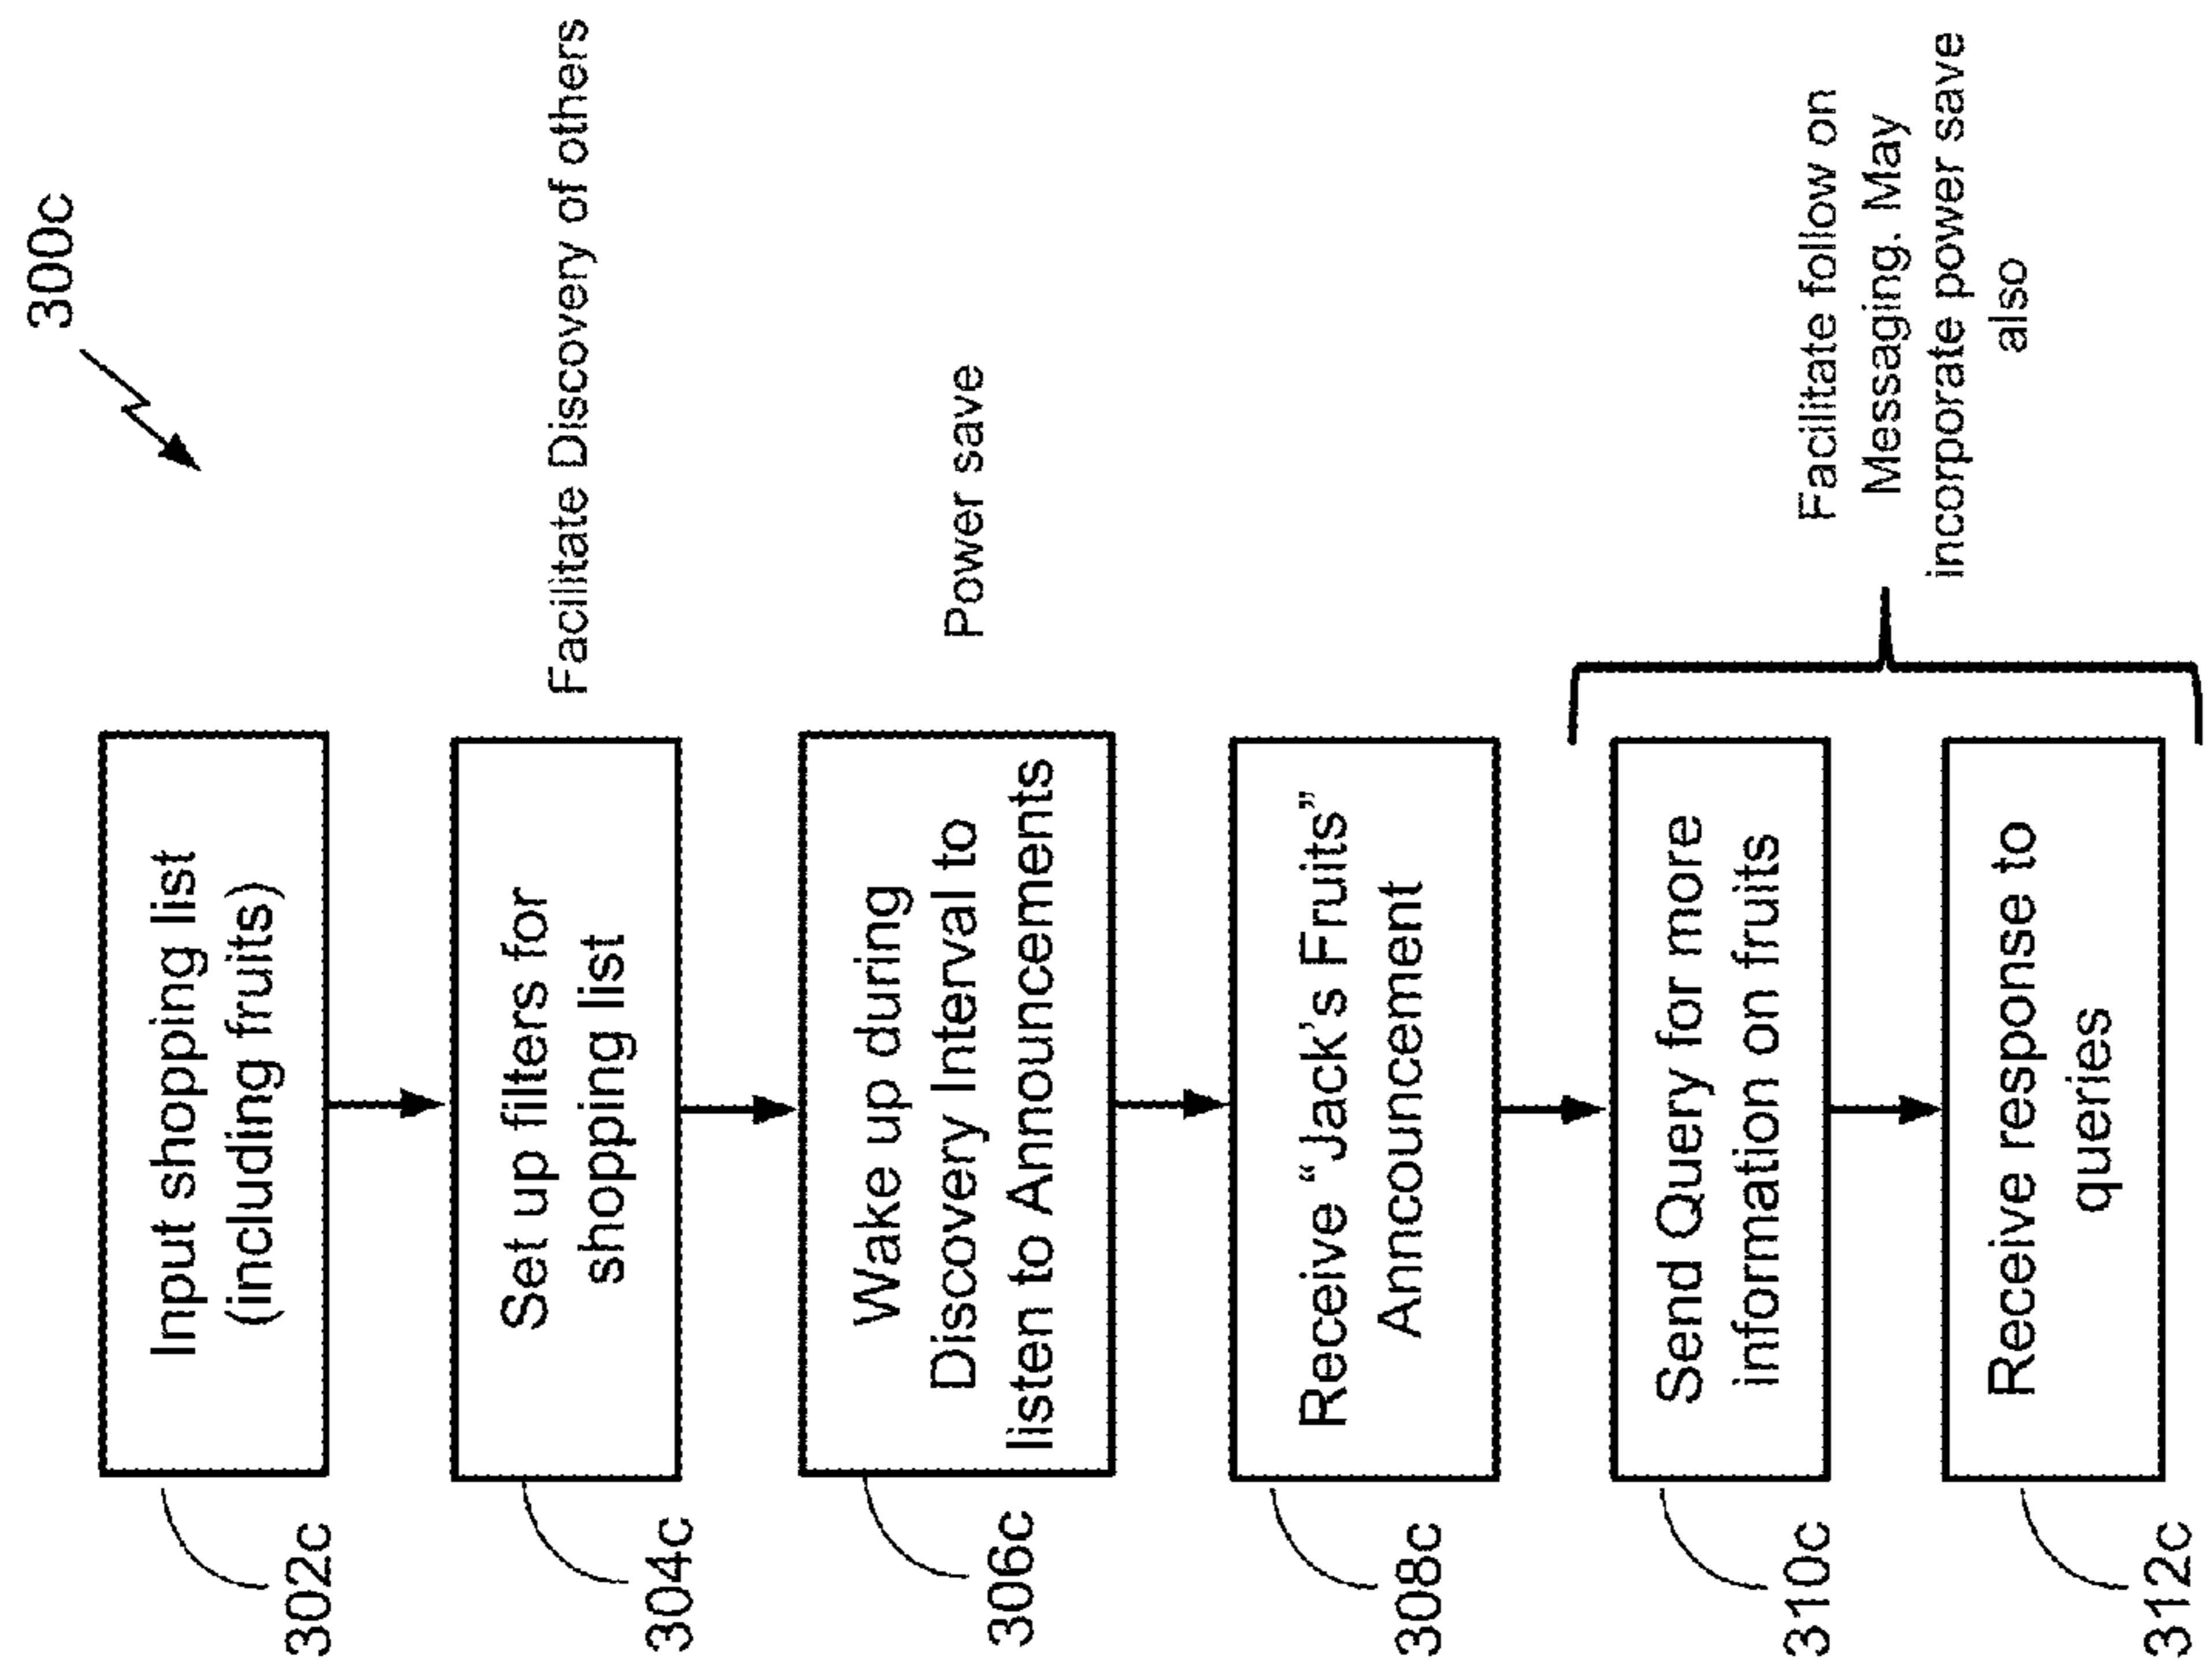 300c
302c
Input shopping list
(including fruits)
304c
Set up filters for
shopping list
Facilitate Discovery of others
306c
Wake up during
Discovery Interval to
listen to Announcements
Power save
308c
Receive “Jack’s Fruits”
Anncouncement
310c
Send Query for more
information on fruits
312c
Receive response to
queries
Facilitate follow on
Messaging. May
incorporate power save
also